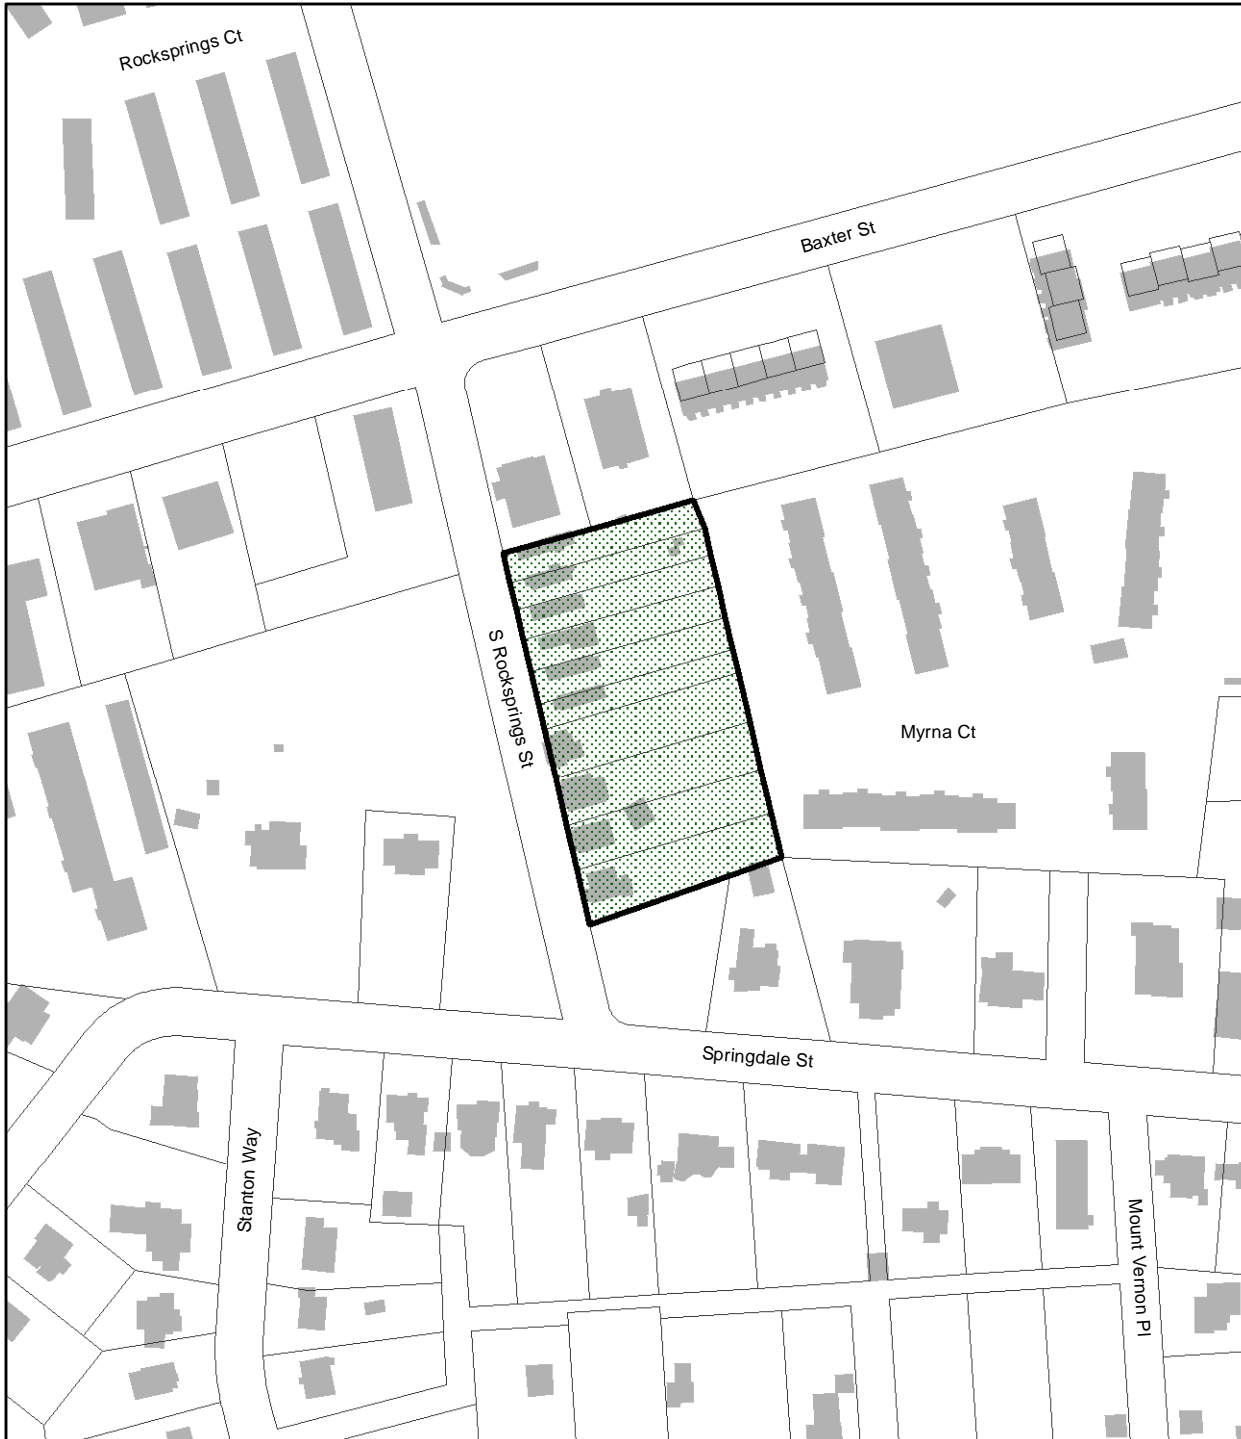 Rocksprings Ct
Baxter St
S Rocksprings St
Myrna Ct
Springdale St
Stanton Way
Mount Vernon Pl